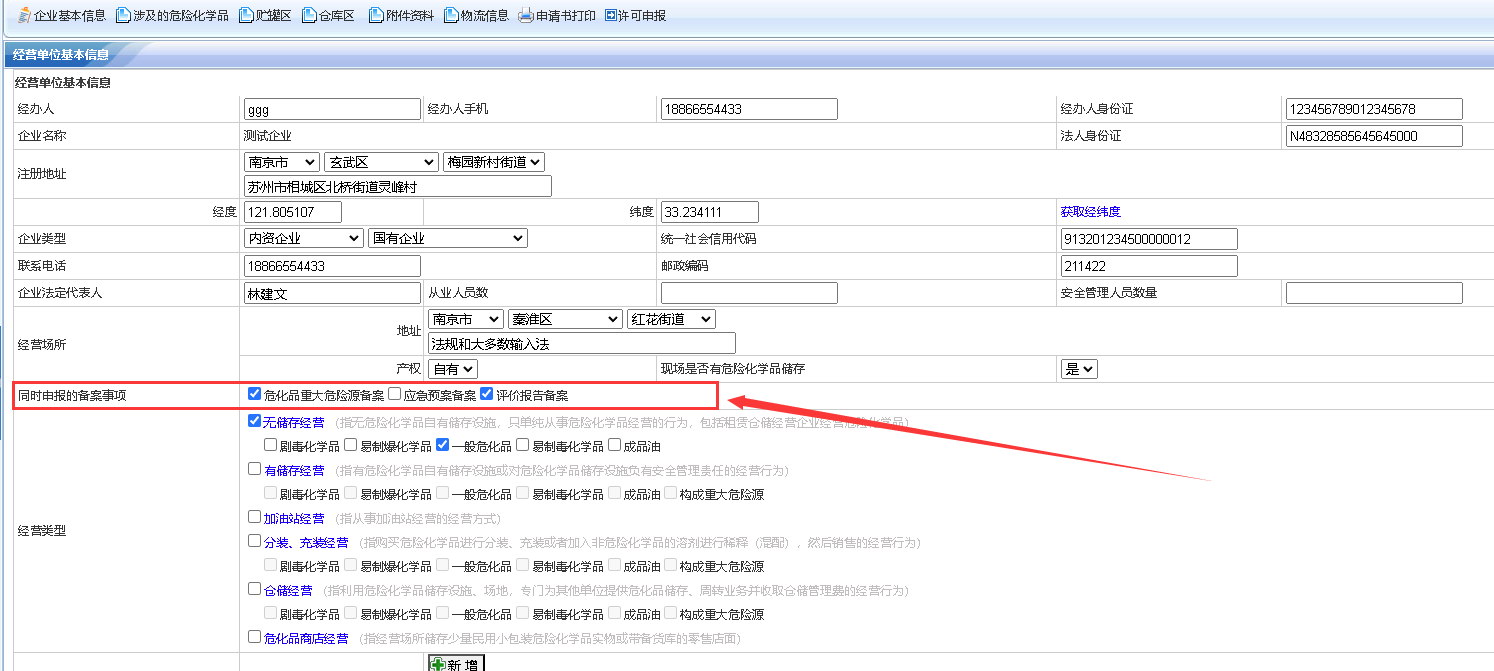 企业基本信息 涉及的危险化学品 贮罐区 仓库区 附件资料 物流信息 申请书打印 许可申报
经营单位基本信息
经营单位基本信息
经办人 ggg 经办人手机 18866554433 经办人身份证 123456789012345678
企业名称 测试企业 法人身份证 N48328585645645000
注册地址 南京市 玄武区 梅园新村街道
苏州市相城区北桥街道灵峰村
经度 121.805107 纬度 33.234111 获取经纬度
企业类型 内资企业 国有企业 统一社会信用代码 913201234500000012
联系电话 18866554433 邮政编码 211422
企业法定代表人 林建文 从业人员数 安全管理人员数量
经营场所 地址 南京市 秦淮区 红花街道
法规和大多数输入法
产权 自有 现场是否有危险化学品储存 是
同时申报的备案事项 危化品重大危险源备案 应急预案备案 评价报告备案
经营类型
无储存经营 (指无危险化学品自有储存设施，只单纯从事危险化学品经营的行为，包括租赁仓储经营企业经营危险化学品)
剧毒化学品 易制爆化学品 一般危化品 易制毒化学品 成品油
有储存经营 (指有危险化学品自有储存设施或对危险化学品储存设施负有安全管理责任的经营行为)
剧毒化学品 易制爆化学品 一般危化品 易制毒化学品 成品油 构成重大危险源
加油站经营 (指从事加油站经营的经营方式)
分装、充装经营 (指购买危险化学品进行分装、充装或者加入非危险化学品的溶剂进行稀释（混配），然后销售的经营行为)
剧毒化学品 易制爆化学品 一般危化品 易制毒化学品 成品油 构成重大危险源
仓储经营 (指利用危险化学品储存设施、场地，专门为其他单位提供危化品储存、周转业务并收取仓储管理费的经营行为)
剧毒化学品 易制爆化学品 一般危化品 易制毒化学品 成品油 构成重大危险源
危化品商店经营 (指经营场所储存少量民用小包装危险化学品实物或带备货库的零售店面)
新 增